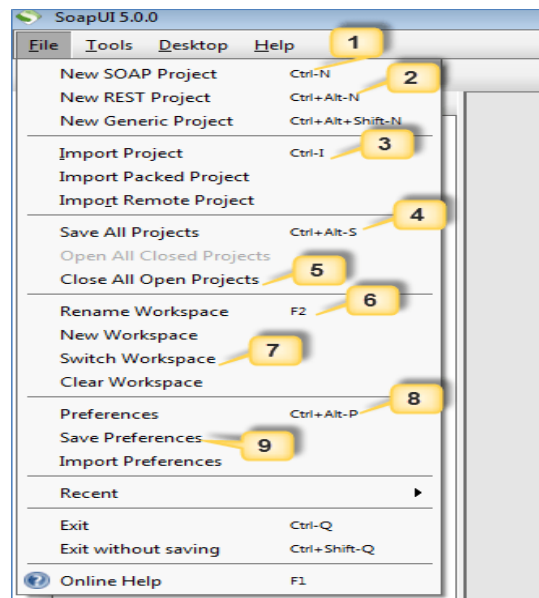 SoapUI 5.0.0
File Tools Desktop Help 1
New SOAP Project Ctrl-N
2
New REST Project Ctrl+Alt-N
New Generic Project Ctrl+Alt+Shift-N
3
Import Project Ctrl-I
Import Packed Project
Import Remote Project
4
Save All Projects Ctrl+Alt-S
Open All Closed Projects
5
Close All Open Projects
6
Rename Workspace F2
New Workspace
7
Switch Workspace
Clear Workspace
8
Preferences Ctrl+Alt-P
Save Preferences 9
Import Preferences
Recent
Exit Ctrl-Q
Exit without saving Ctrl+Shift-Q
Online Help F1